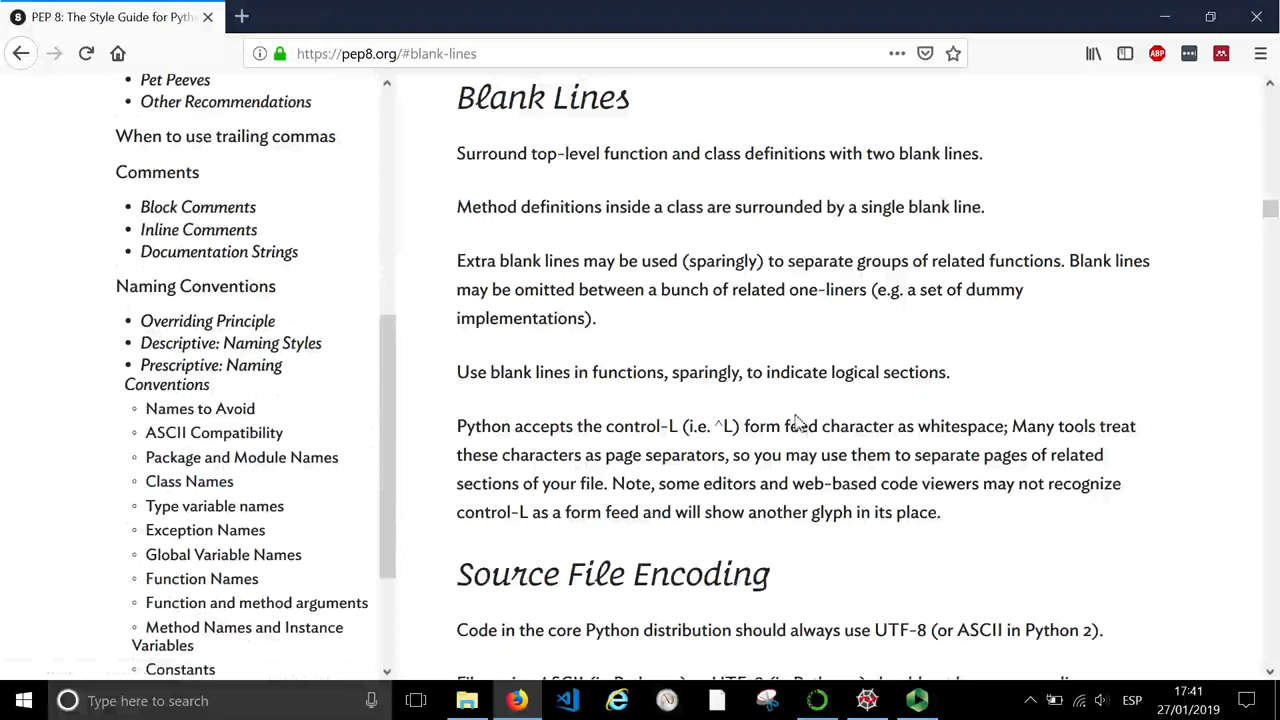 PEP 8: The Style Guide for Pyth
https://pep8.org/#blank-lines
ABP
Pet Peeves
Other Recommendations
When to use trailing commas
Comments
Block Comments
Inline Comments
Documentation Strings
Naming Conventions
Overriding Principle
Descriptive: Naming Styles
Prescriptive: Naming
Conventions
Names to Avoid
ASCII Compatibility
Package and Module Names
Class Names
Type variable names
Exception Names
Global Variable Names
Function Names
Function and method arguments
Method Names and Instance
Variables
Constants
Blank Lines
Surround top-level function and class definitions with two blank lines.
Method definitions inside a class are surrounded by a single blank line.
Extra blank lines may be used (sparingly) to separate groups of related functions. Blank lines
may be omitted between a bunch of related one-liners (e.g. a set of dummy
implementations).
Use blank lines in functions, sparingly, to indicate logical sections.
Python accepts the control-L (i.e. ^L) form feed character as whitespace; Many tools treat
these characters as page separators, so you may use them to separate pages of related
sections of your file. Note, some editors and web-based code viewers may not recognize
control-L as a form feed and will show another glyph in its place.
Source File Encoding
Code in the core Python distribution should always use UTF-8 (or ASCII in Python 2).
Type here to search
ESP
17:41
27/01/2019